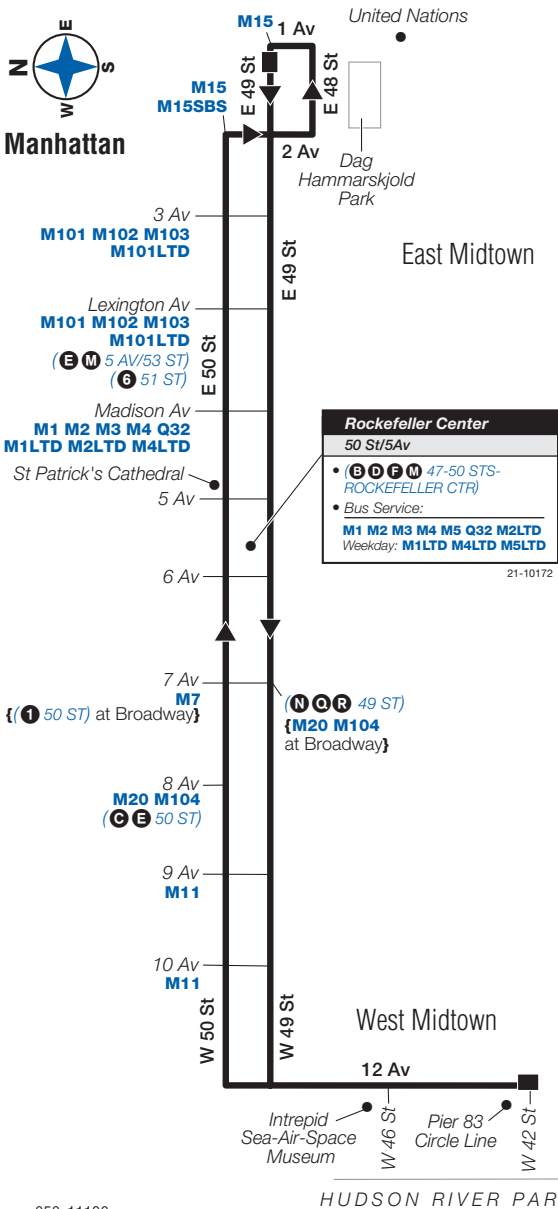 M15
1 Av
United Nations
E
N
S
W
Manhattan
E 49 St
E 48 St
M15
M15SBS
2 Av
Dag
Hammarskjold
Park
3 Av
M101 M102 M103
M101LTD
E 49 St
East Midtown
Lexington Av
M101 M102 M103
M101LTD
(E M 5 AV/53 ST)
(6 51 ST)
E 50 St
Madison Av
M1 M2 M3 M4 Q32
M1LTD M2LTD M4LTD
St Patrick's Cathedral
5 Av
Rockefeller Center
50 St/5Av
• (B D F M 47-50 STS-
ROCKEFELLER CTR)
• Bus Service:
M1 M2 M3 M4 M5 Q32 M2LTD
Weekday: M1LTD M4LTD M5LTD
21-10172
6 Av
7 Av
M7
{(1 50 ST) at Broadway}
(N Q R 49 ST)
{M20 M104
at Broadway}
8 Av
M20 M104
(C E 50 ST)
9 Av
M11
10 Av
M11
W 50 St
W 49 St
West Midtown
12 Av
Intrepid
Sea-Air-Space
Museum
W 46 St
Pier 83
Circle Line
W 42 St
HUDSON RIVER PAR